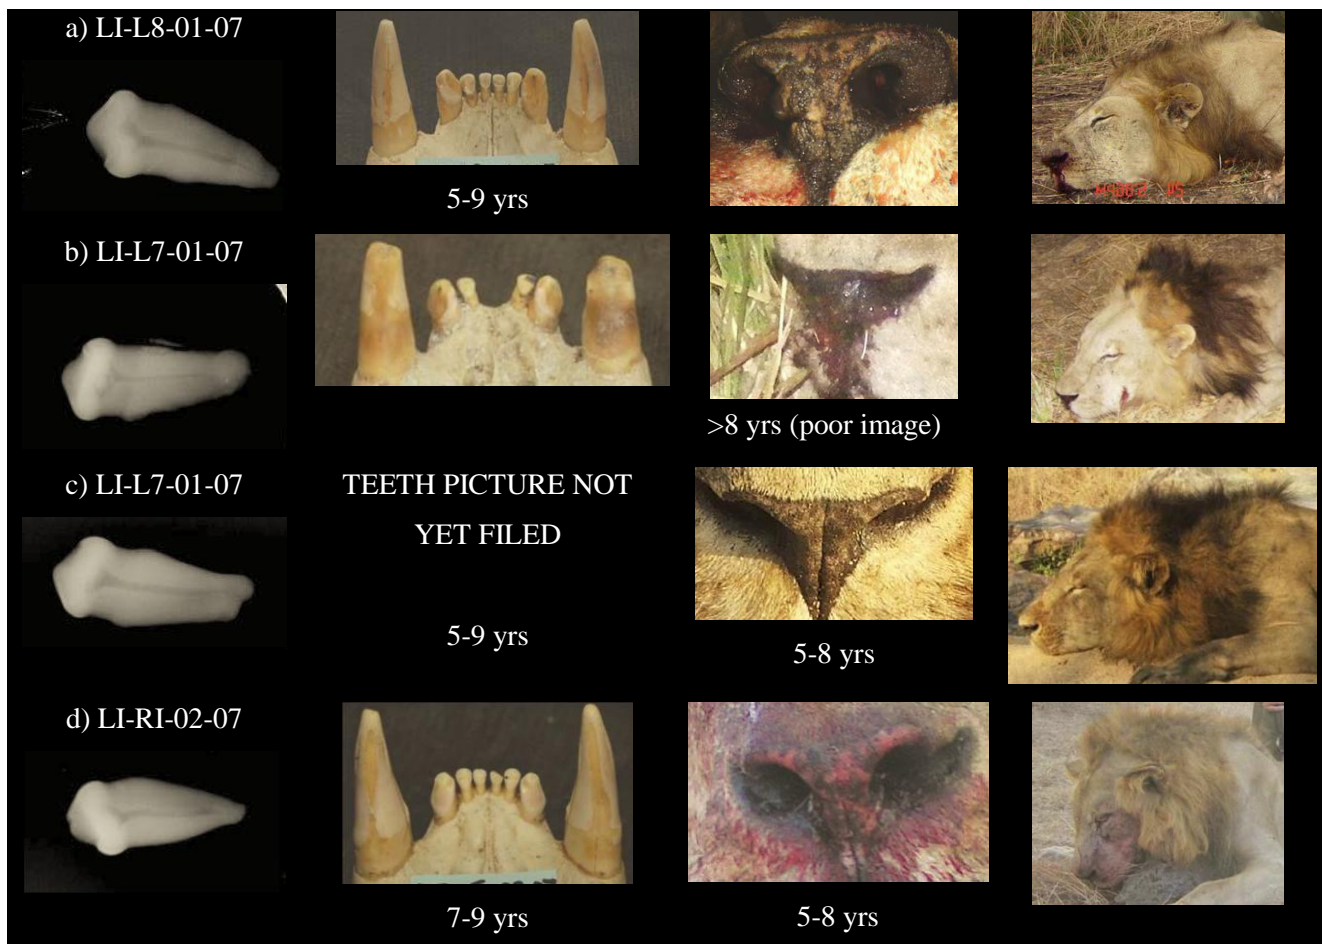 a) LI-L8-01-07
5-9 yrs
b) LI-L7-01-07
>8 yrs (poor image)
c) LI-L7-01-07
TEETH PICTURE NOT
YET FILED
5-9 yrs
5-8 yrs
d) LI-RI-02-07
7-9 yrs
5-8 yrs